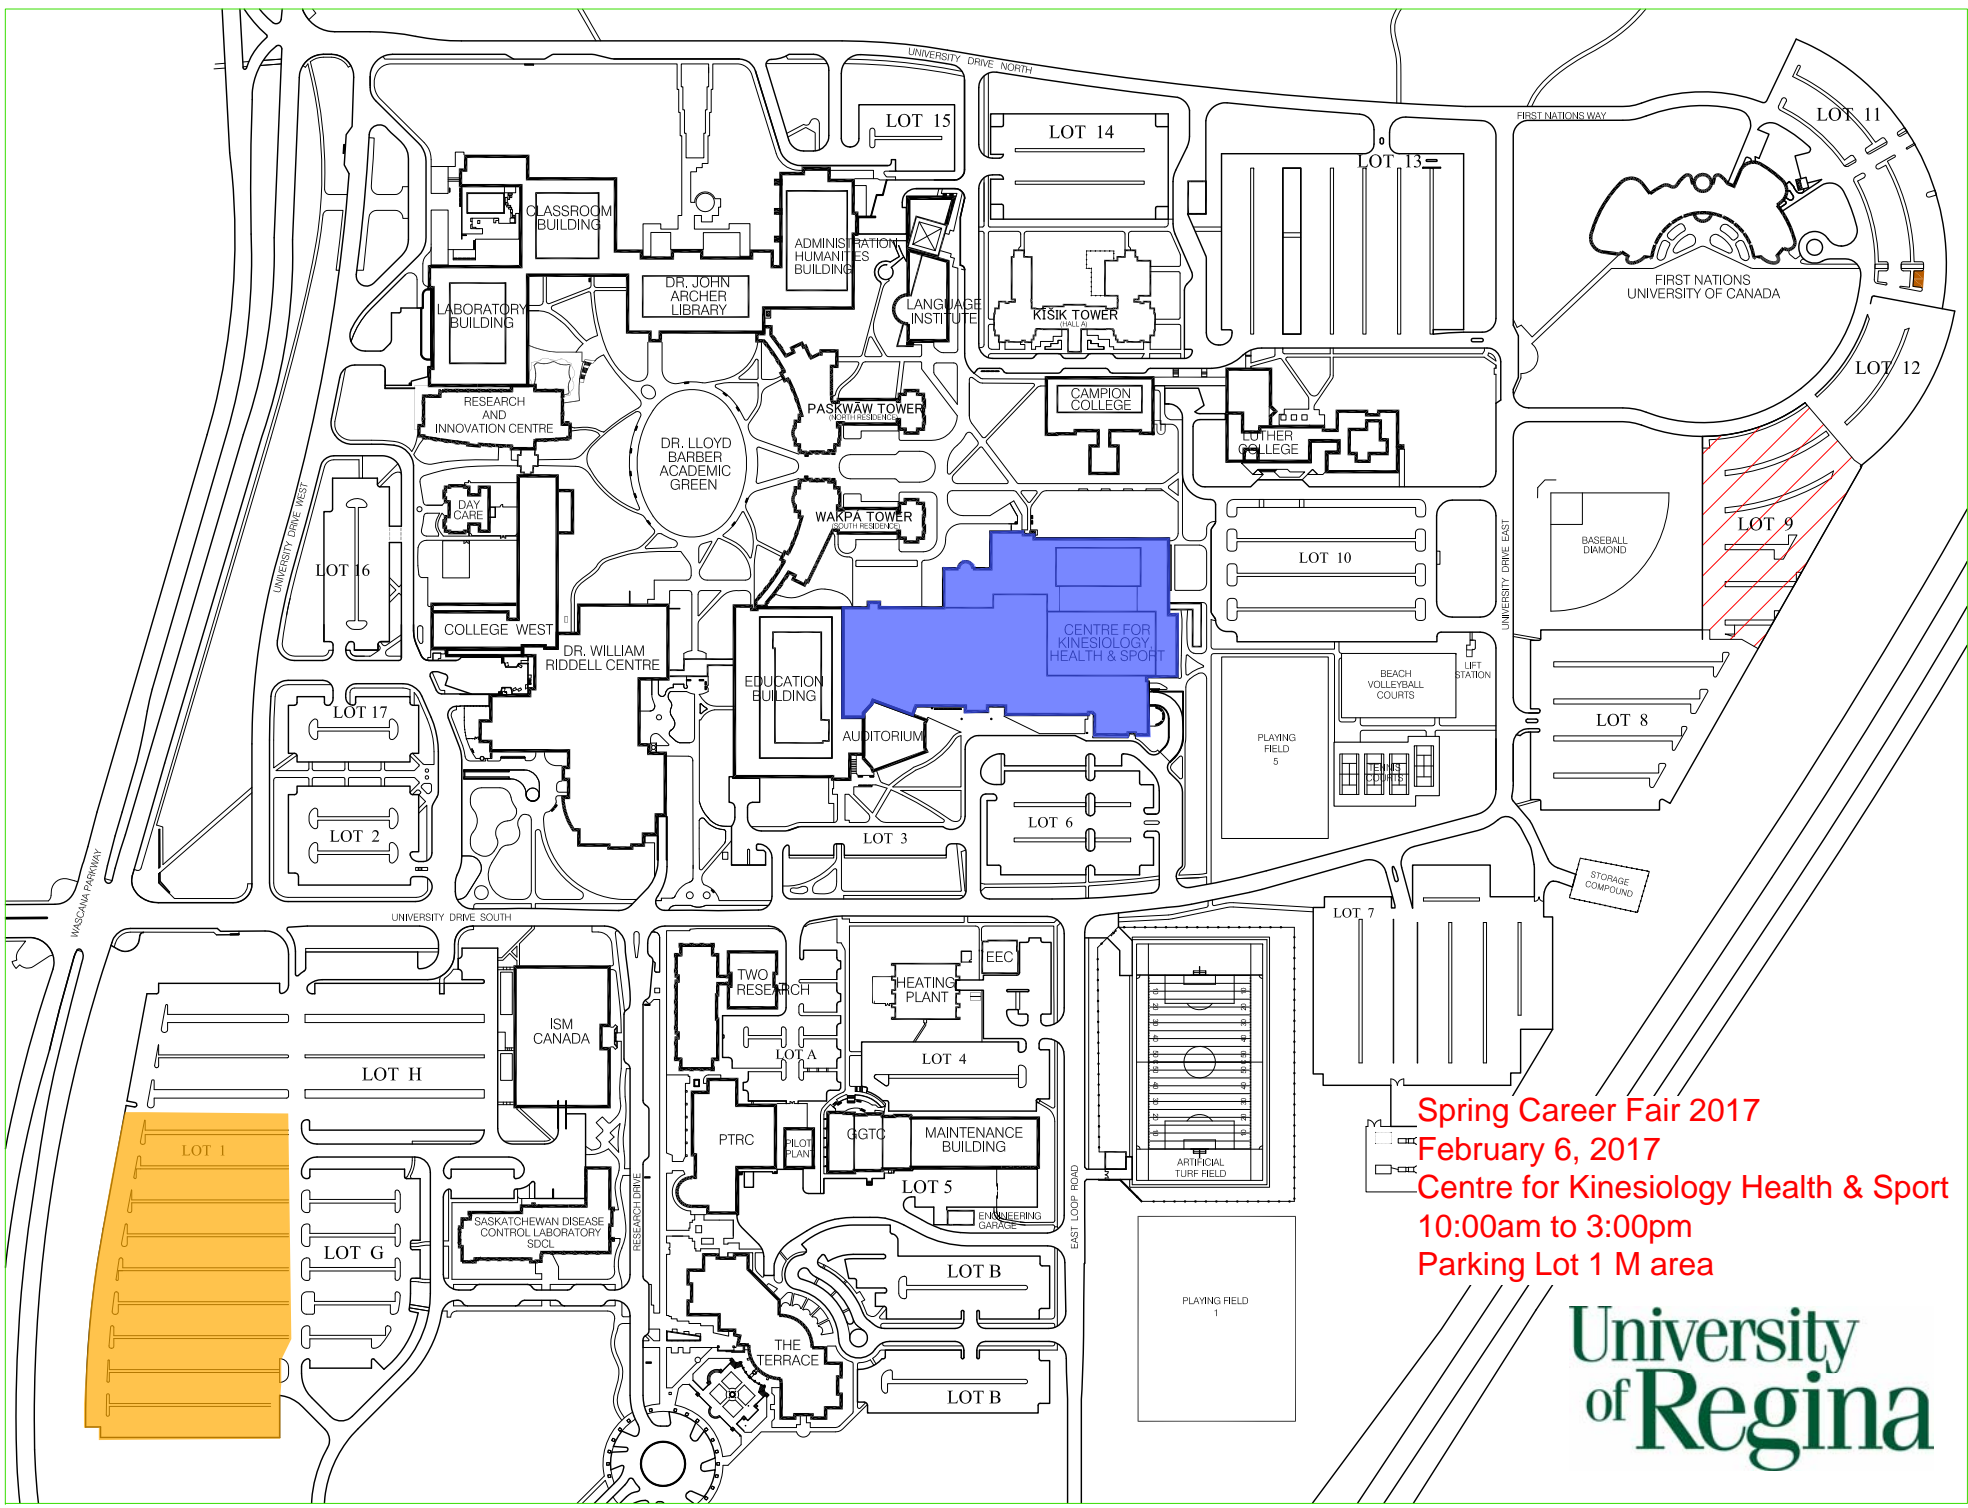 UNIVERSITY DRIVE NORTH
FIRST NATIONS WAY
LOT 11
LOT 15
LOT 14
LOT 13
CLASSROOM
BUILDING
ADMINISTRATION
HUMANITIES
BUILDING
DR. JOHN
ARCHER
LIBRARY
LABORATORY
BUILDING
LANGUAGE
INSTITUTE
KĪŠIK TOWER
(HALL A)
FIRST NATIONS
UNIVERSITY OF CANADA
LOT 12
RESEARCH
AND
INNOVATION CENTRE
PASKWĀW TOWER
(NORTH RESIDENCE)
CAMPION
COLLEGE
LUTHER
COLLEGE
DR. LLOYD
BARBER
ACADEMIC
GREEN
DAY
CARE
WAKPÁ TOWER
(SOUTH RESIDENCE)
UNIVERSITY DRIVE WEST
LOT 16
LOT 10
UNIVERSITY DRIVE EAST
BASEBALL
DIAMOND
LOT 9
COLLEGE WEST
DR. WILLIAM
RIDDELL CENTRE
EDUCATION
BUILDING
CENTRE FOR
KINESIOLOGY,
HEALTH & SPORT
AUDITORIUM
BEACH
VOLLEYBALL
COURTS
LIFT
STATION
LOT 17
LOT 8
PLAYING
FIELD
5
TENNIS
COURTS
LOT 2
LOT 3
LOT 6
WASCANA PARKWAY
STORAGE
COMPOUND
UNIVERSITY DRIVE SOUTH
LOT 7
TWO
RESEARCH
HEATING
PLANT
EEC
ISM
CANADA
LOT A
LOT 4
LOT H
PTRC
PILOT
PLANT
GGTC
MAINTENANCE
BUILDING
LOT 1
ARTIFICIAL
TURF FIELD
LOT 5
ENGINEERING
GARAGE
RESEARCH DRIVE
EAST LOOP ROAD
SASKATCHEWAN DISEASE
CONTROL LABORATORY
SDCL
LOT G
LOT B
PLAYING FIELD
1
THE
TERRACE
LOT B
Spring Career Fair 2017
February 6, 2017
Centre for Kinesiology Health & Sport
10:00am to 3:00pm
Parking Lot 1 M area
University
of Regina